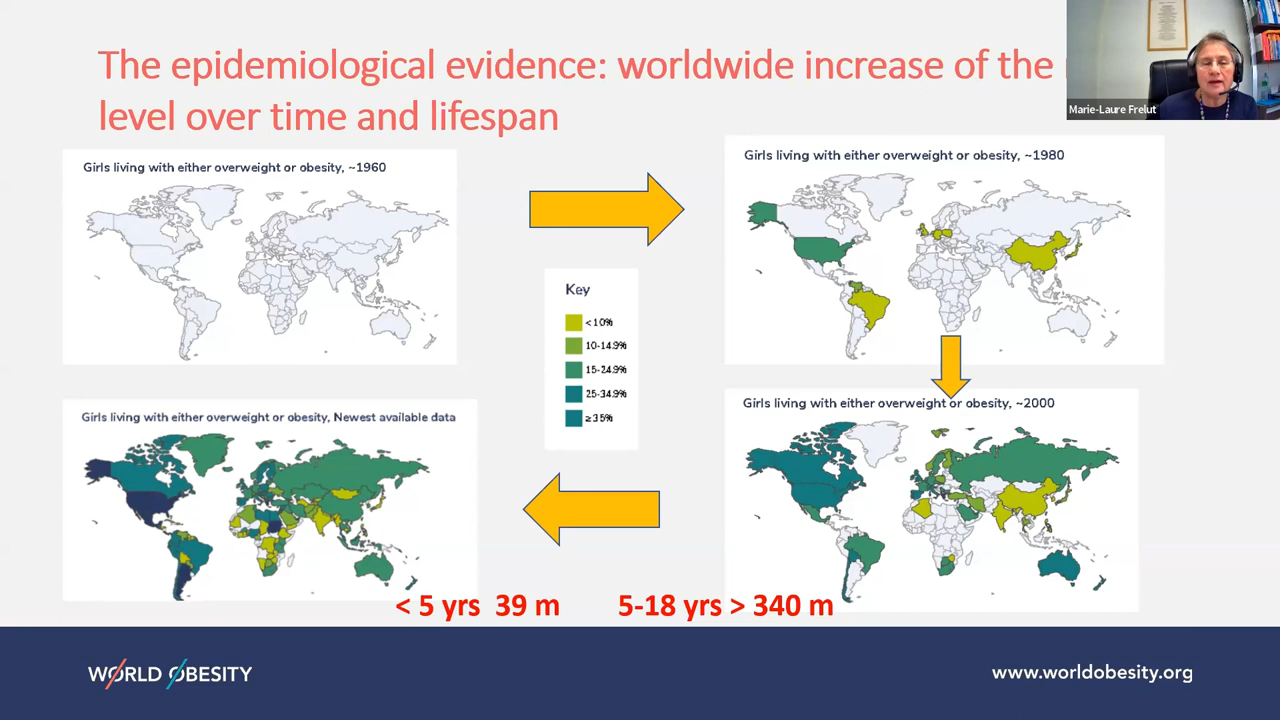 The epidemiological evidence: worldwide increase of the
level over time and lifespan
Marie-Laure Frelut
Girls living with either overweight or obesity, ~1960
Girls living with either overweight or obesity, ~1980
Key
<10%
10-14.9%
15-24.9%
25-34.9%
≥35%
Girls living with either overweight or obesity, Newest available data
Girls living with either overweight or obesity, ~2000
< 5 yrs 39 m
5-18 yrs > 340 m
WORLD OBESITY
www.worldobesity.org